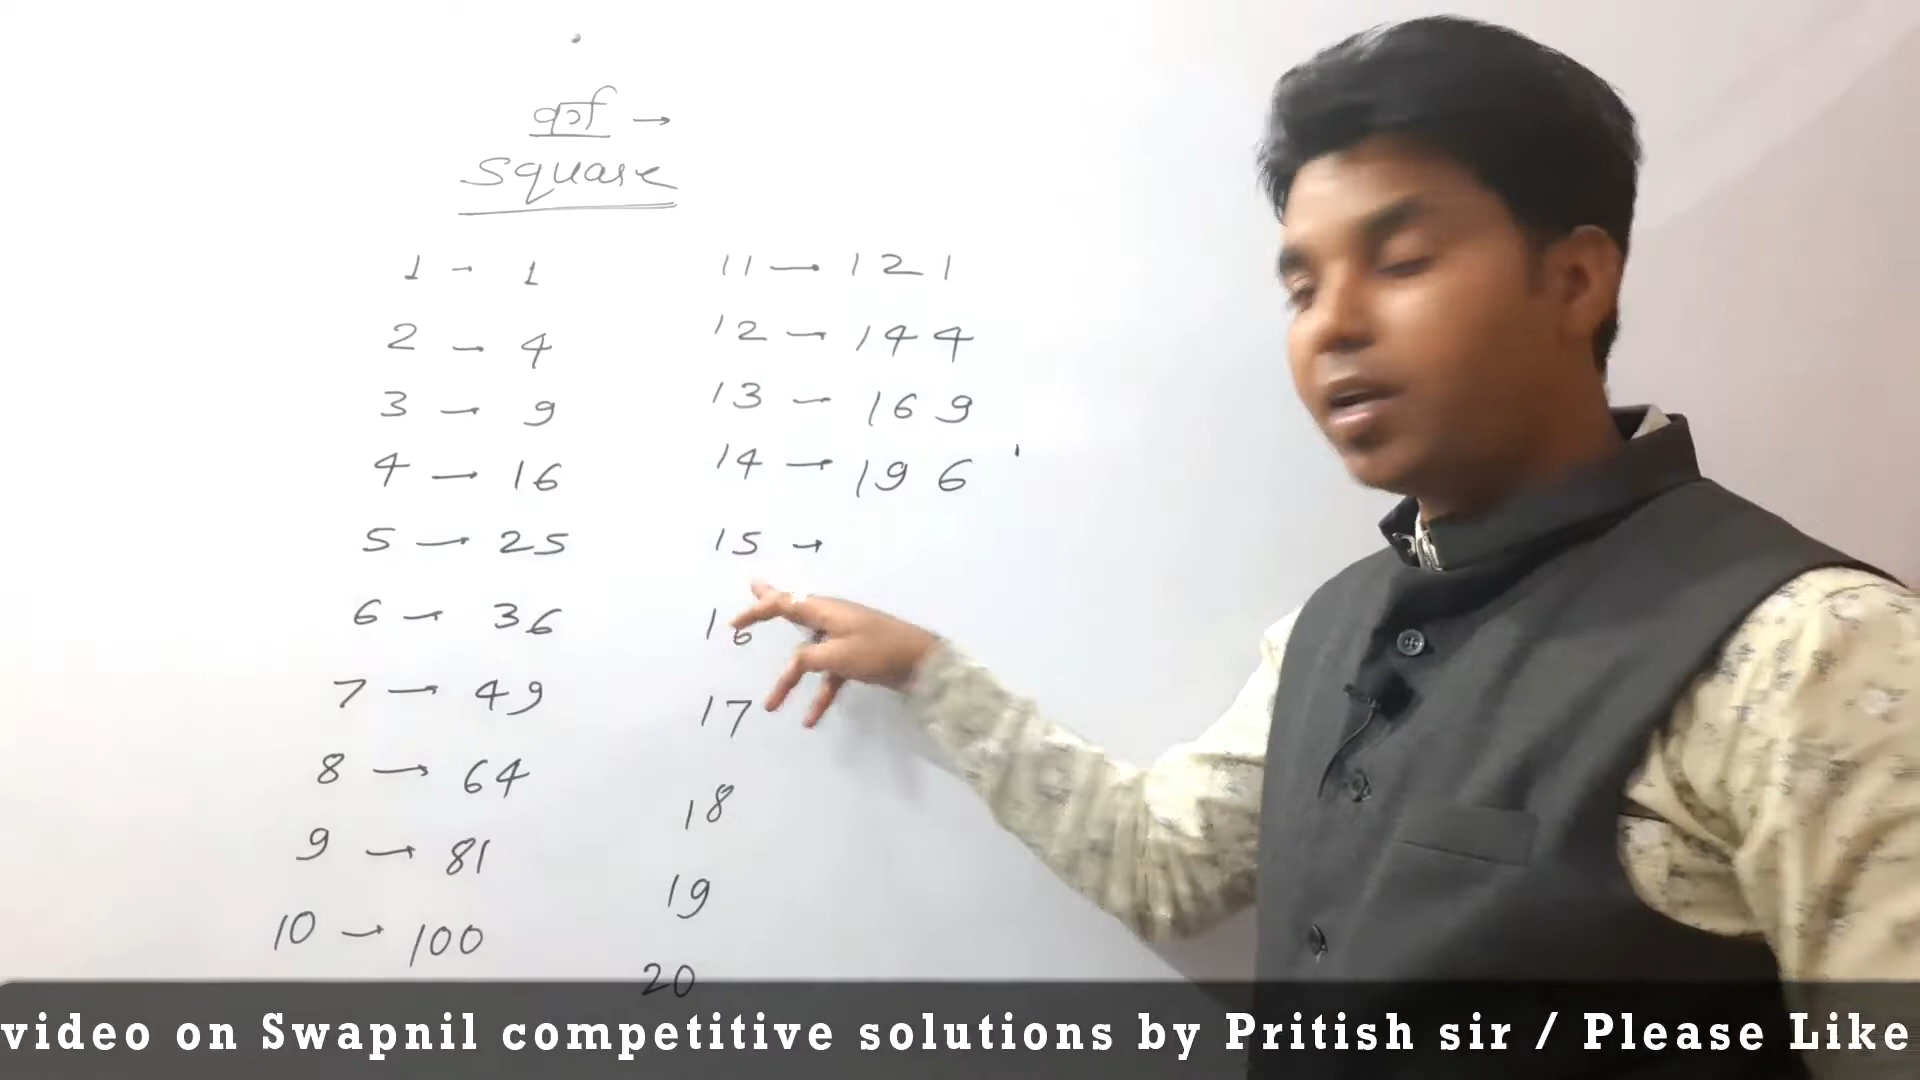 वर्ग →
Square
1 - 1
2 - 4
3 → 9
4 → 16
5 → 25
6 → 36
7 → 49
8 → 64
9 → 81
10 → 100
11 → 121
12 → 144
13 → 169
14 → 196
15 →
16
17
18
19
20
video on Swapnil competitive solutions by Pritish sir / Please Like